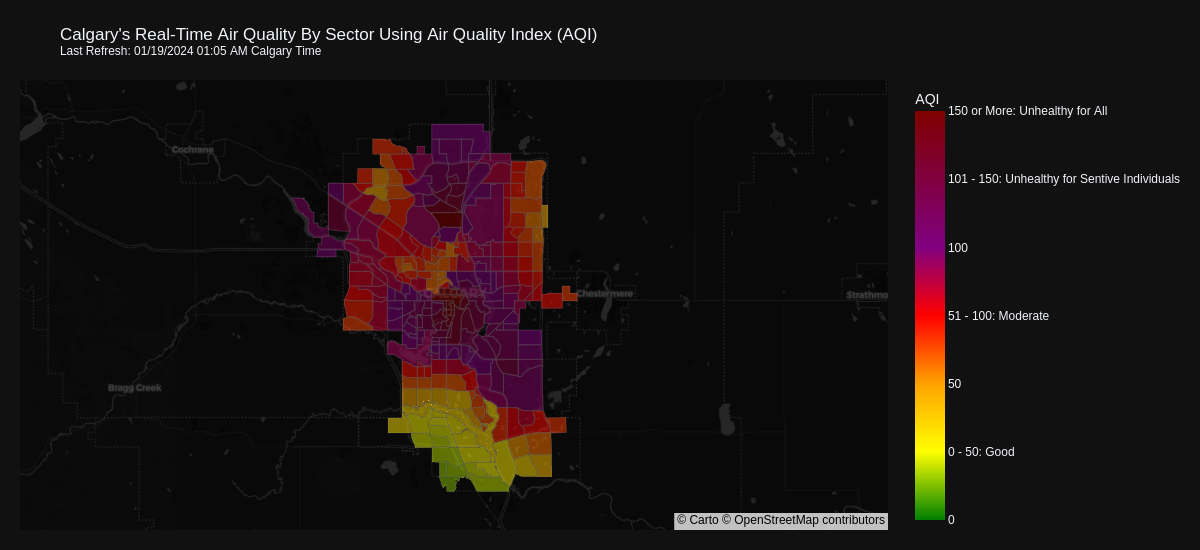 Calgary's Real-Time Air Quality By Sector Using Air Quality Index (AQI)
Last Refresh: 01/19/2024 01:05 AM Calgary Time
AQI
150 or More: Unhealthy for All
101 - 150: Unhealthy for Sentive Individuals
100
51 - 100: Moderate
50
0 - 50: Good
0
Cochrane
CALGARY
Chestermere
Strathmo
Bragg Creek
© Carto © OpenStreetMap contributors